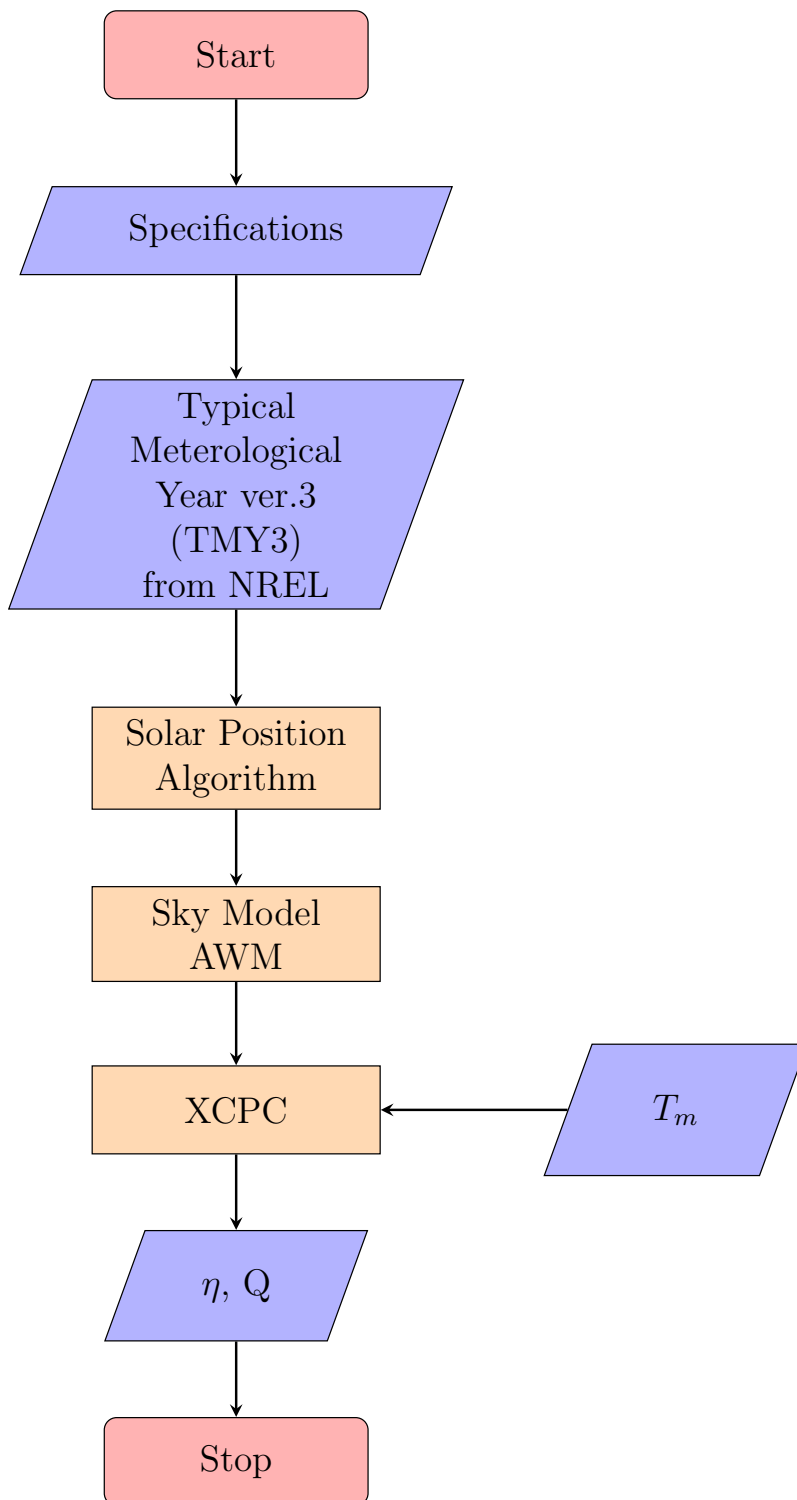 Start
Specifications
Typical
Meterological
Year ver.3
(TMY3)
from NREL
Solar Position
Algorithm
Sky Model
AWM
XCPC
T_m
η, Q
Stop